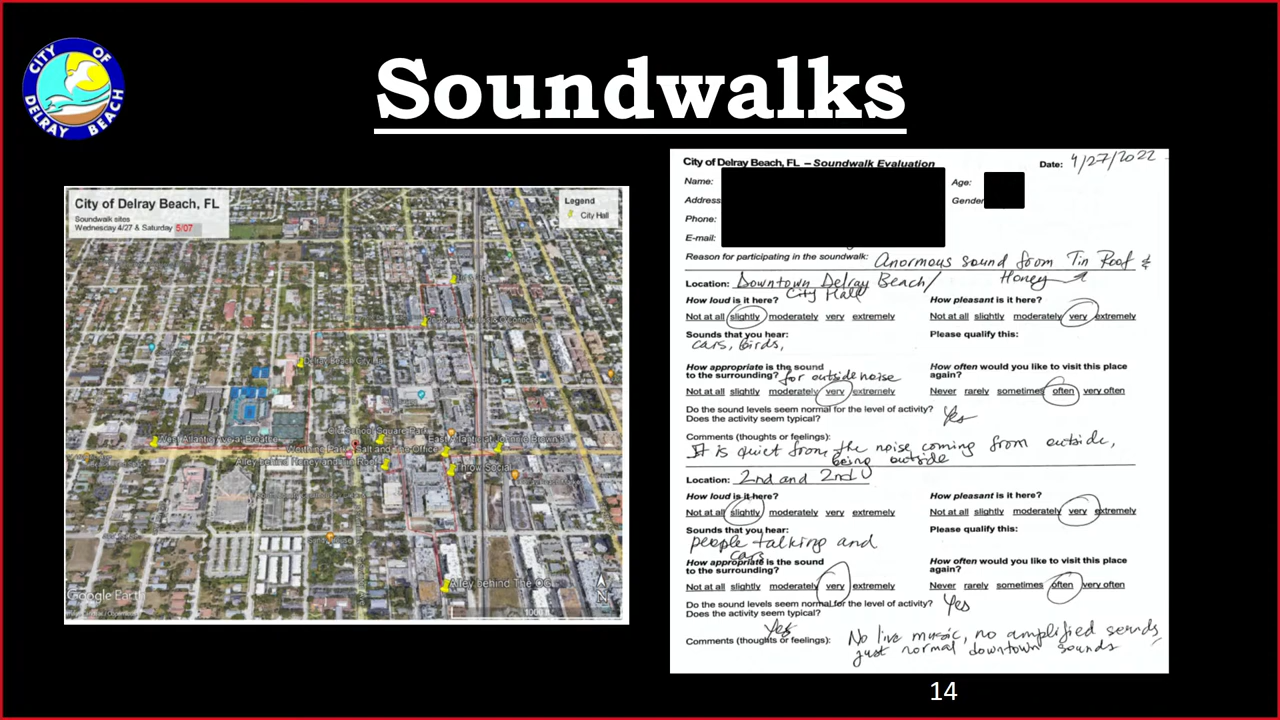 CITY OF
DELRAY BEACH
Soundwalks
City of Delray Beach, FL
Soundwalk sites
Wednesday 4/27 & Saturday 5/07
Legend
City Hall
Delray Beach City Hall
Old School Square Park
West Atlantic
East Atlantic at Johnnie Brown's
Salt and The Office
Alley behind Honey and Tin Roof
Throw Social
Alley behind The OG
Google Earth
1000 ft
N
City of Delray Beach, FL – Soundwalk Evaluation
Date: 4/27/2022
Name:
Age:
Address
Gender
Phone:
E-mail:
Reason for participating in the soundwalk: Anormous sound from Tin Roof &
Honey
Location: Downtown Delray Beach/
City Hall
How loud is it here?
How pleasant is it here?
Not at all slightly moderately very extremely
Not at all slightly moderately very extremely
Sounds that you hear:
Please qualify this:
cars, birds,
How appropriate is the sound
to the surrounding? for outside noise
How often would you like to visit this place
again?
Not at all slightly moderately very extremely
Never rarely sometimes often very often
Do the sound levels seem normal for the level of activity?
Does the activity seem typical?
Yes
Comments (thoughts or feelings):
It is quiet from the noise coming from outside,
being outside
Location: 2nd and 2nd
How loud is it here?
How pleasant is it here?
Not at all slightly moderately very extremely
Not at all slightly moderately very extremely
Sounds that you hear:
Please qualify this:
people talking and
cars
How appropriate is the sound
to the surrounding?
How often would you like to visit this place
again?
Not at all slightly moderately very extremely
Never rarely sometimes often very often
Do the sound levels seem normal for the level of activity? Yes
Does the activity seem typical?
Yes
Comments (thoughts or feelings): No live music, no amplified sounds,
just normal downtown sounds
14